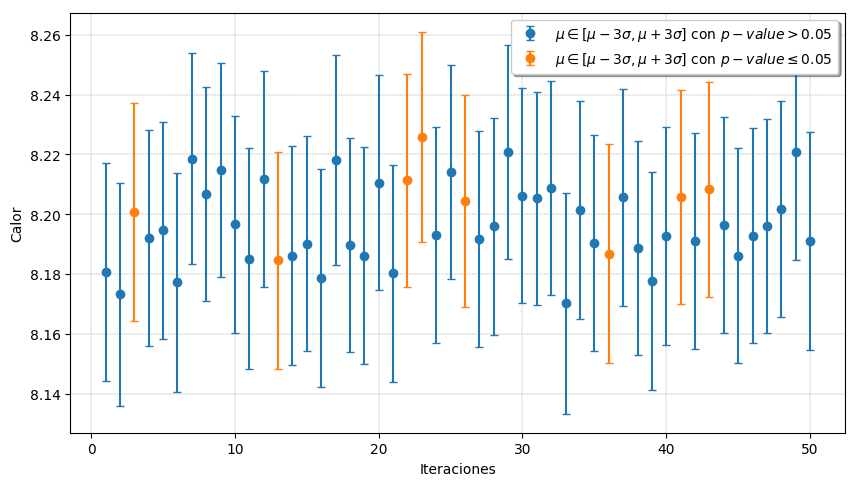 μ ∈ [μ − 3σ, μ + 3σ] con p − value > 0.05
μ ∈ [μ − 3σ, μ + 3σ] con p − value ≤ 0.05
8.26
8.24
8.22
8.20
8.18
8.16
8.14
Calor
0 10 20 30 40 50
Iteraciones